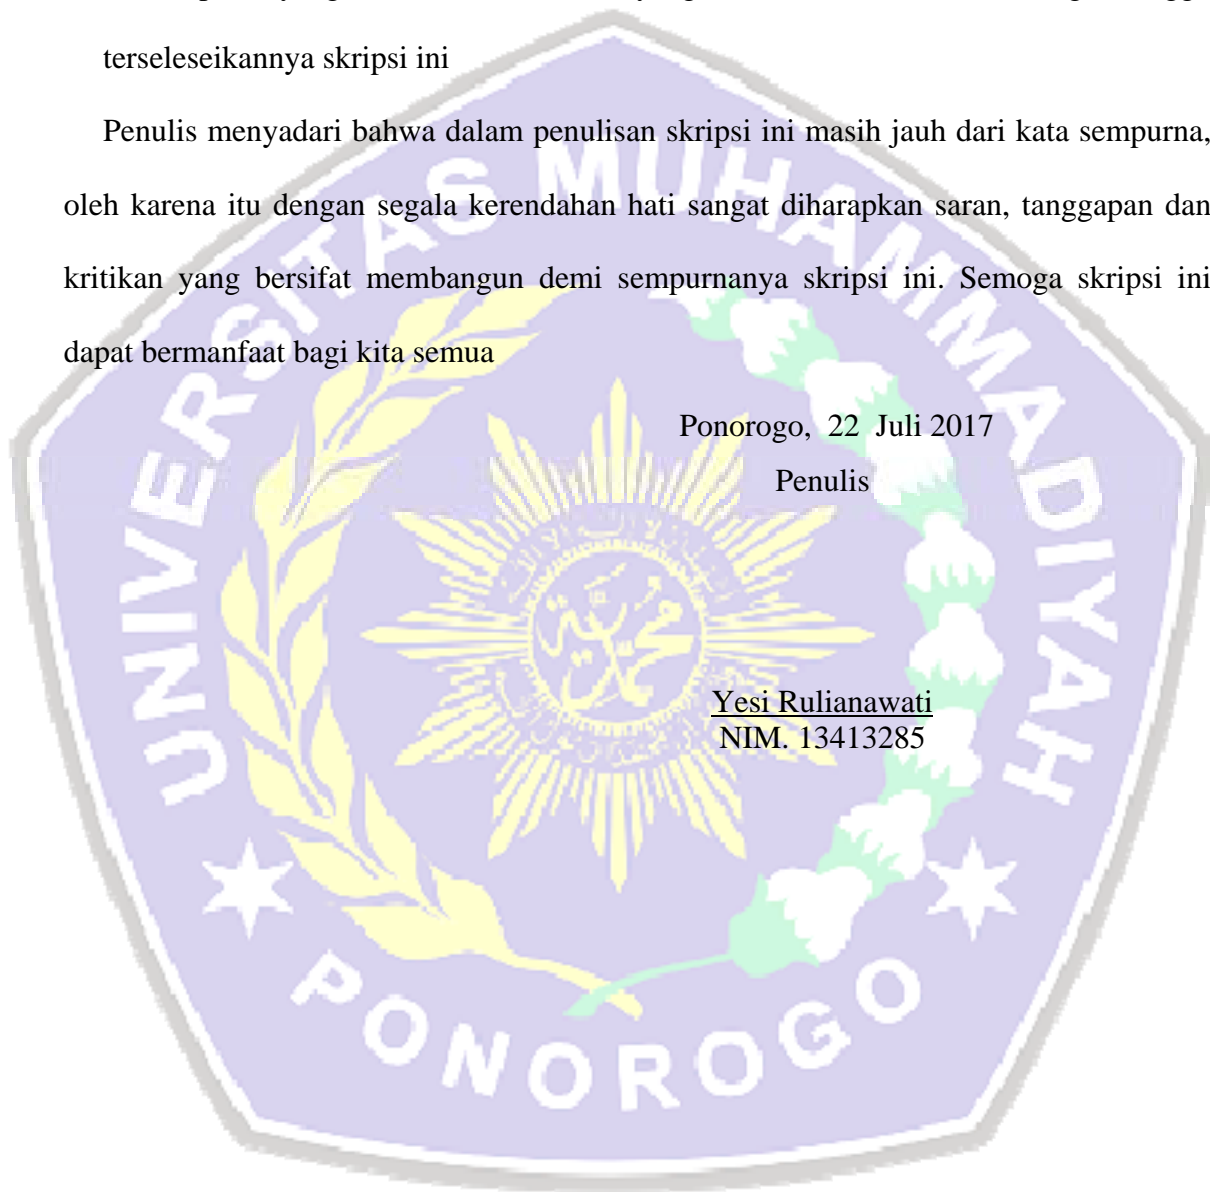 terseleseikannya skripsi ini
Penulis menyadari bahwa dalam penulisan skripsi ini masih jauh dari kata sempurna,
oleh karena itu dengan segala kerendahan hati sangat diharapkan saran, tanggapan dan
kritikan yang bersifat membangun demi sempurnanya skripsi ini. Semoga skripsi ini
dapat bermanfaat bagi kita semua
Ponorogo, 22 Juli 2017
Penulis
Yesi Rulianawati
NIM. 13413285
UNIVERSITAS MUHAMMADIYAH
PONOROGO
محمدية